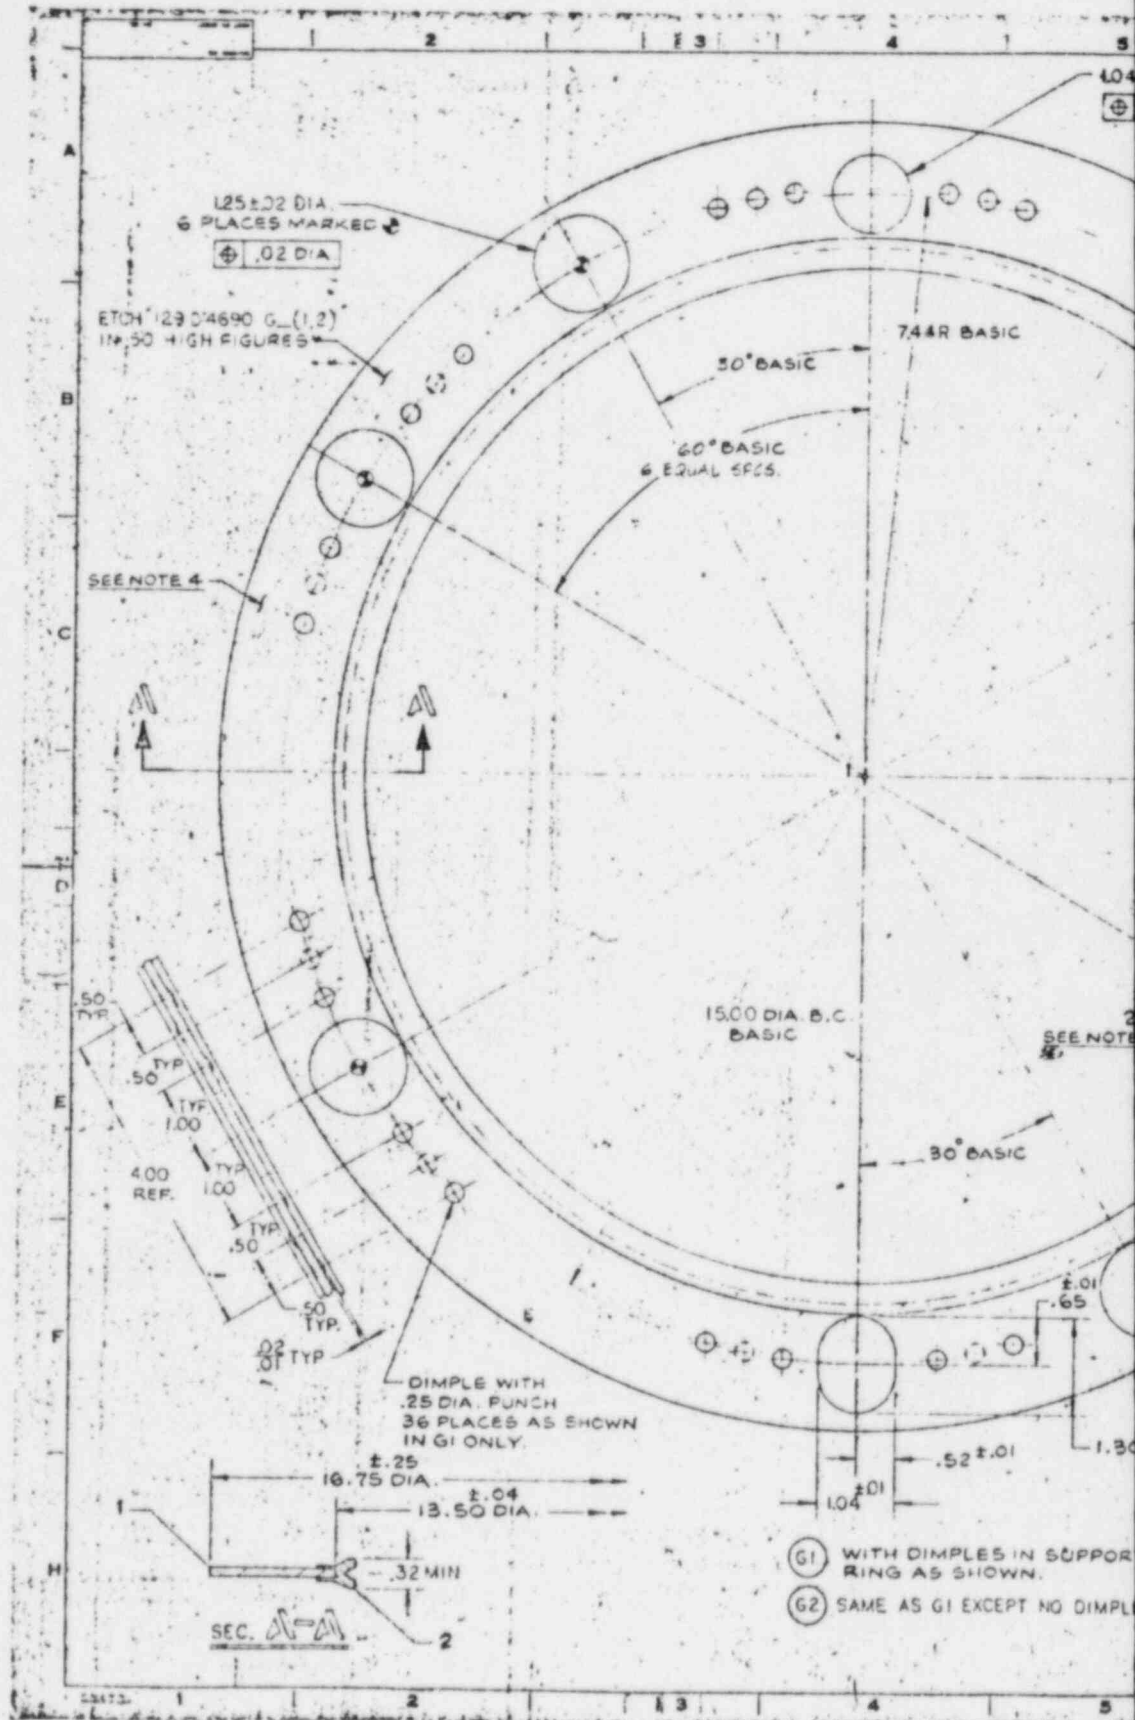 2
3
4
5
A
1.04
1.25±.02 DIA.
6 PLACES MARKED
.02 DIA
ETCH "129 D'4690 G_(1,2)"
IN .50 HIGH FIGURES
7.44R BASIC
30° BASIC
B
60° BASIC
6 EQUAL SPCS.
SEE NOTE 4
C
A
A
D
.50
TYP.
15.00 DIA. B.C.
BASIC
2
SEE NOTE
TYP
.50
E
TYP
1.00
30° BASIC
4.00
REF.
TYP
1.00
TYP
.50
±.01
.65
.50
TYP.
F
.02
.01 TYP
DIMPLE WITH
.25 DIA. PUNCH
36 PLACES AS SHOWN
IN G1 ONLY.
±.25
16.75 DIA.
.52 ±.01
1.30
±.04
13.50 DIA.
1.04 ±.01
1
G1 WITH DIMPLES IN SUPPOR
RING AS SHOWN.
H
.32 MIN
G2 SAME AS G1 EXCEPT NO DIMPLE
SEC. A-A
2
1
2
3
4
5